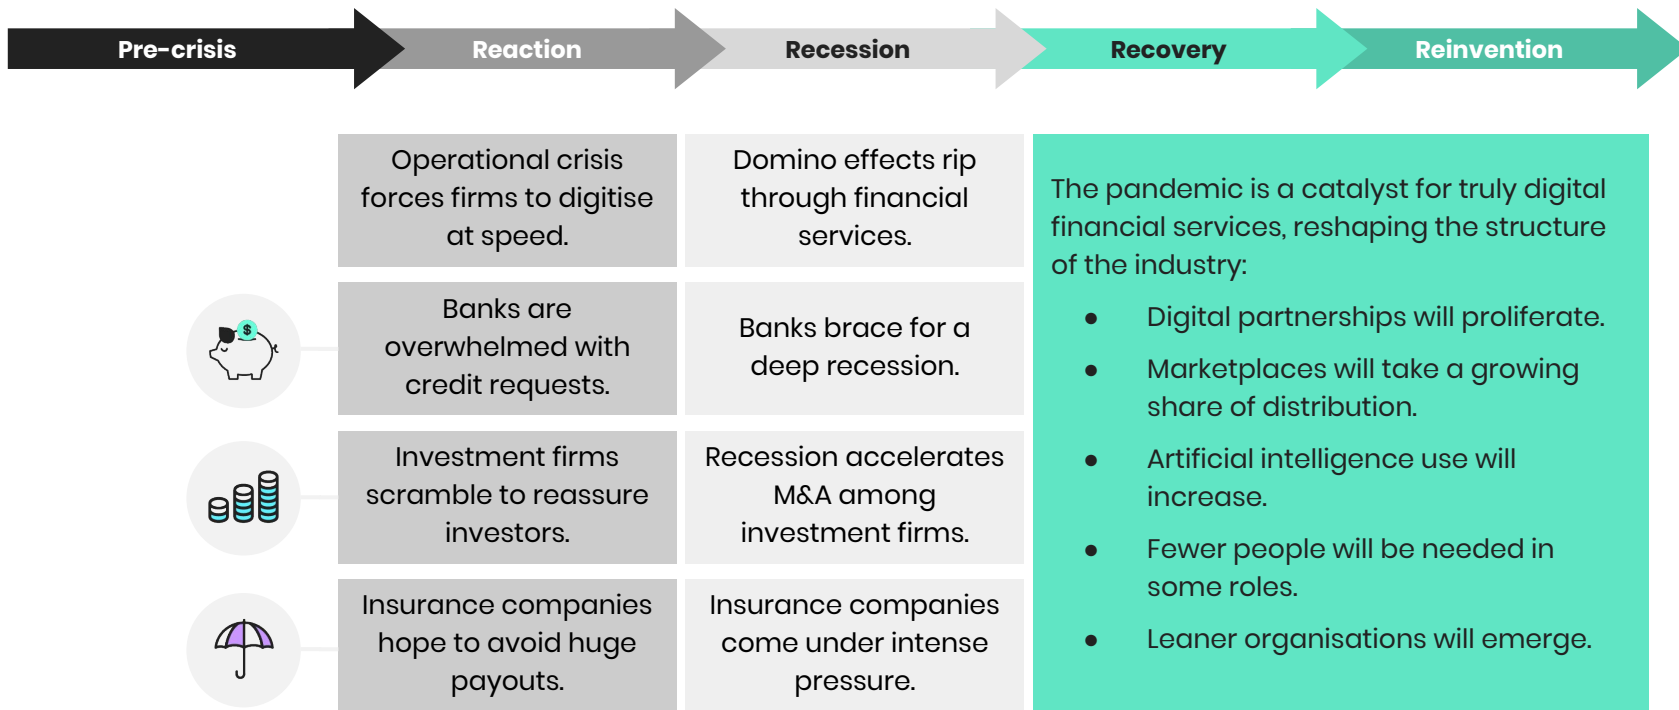 Pre-crisis
Reaction
Recession
Recovery
Reinvention
Operational crisis
forces firms to digitise
at speed.
Domino effects rip
through financial
services.
The pandemic is a catalyst for truly digital
financial services, reshaping the structure
of the industry:
● Digital partnerships will proliferate.
● Marketplaces will take a growing
share of distribution.
● Artificial intelligence use will
increase.
● Fewer people will be needed in
some roles.
● Leaner organisations will emerge.
$
Banks are
overwhelmed with
credit requests.
Banks brace for a
deep recession.
Investment firms
scramble to reassure
investors.
Recession accelerates
M&A among
investment firms.
Insurance companies
hope to avoid huge
payouts.
Insurance companies
come under intense
pressure.